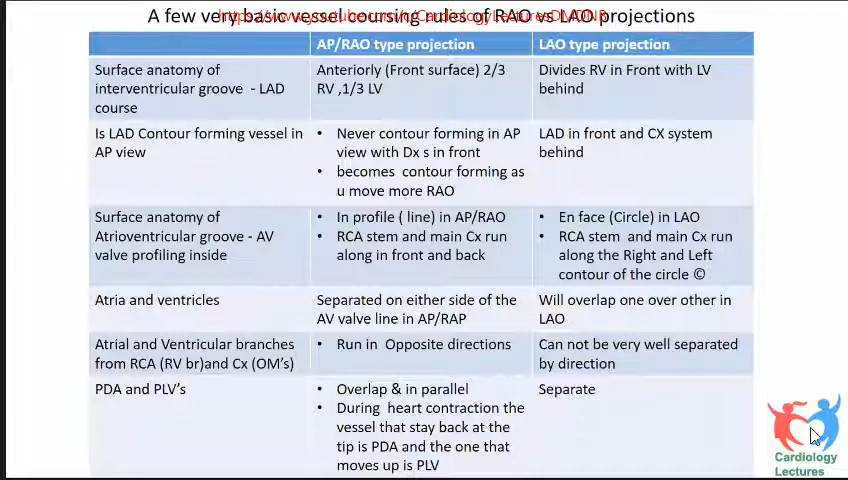 A few very basic vessel coursing rules of RAO vs LAO projections
AP/RAO type projection
LAO type projection
Surface anatomy of
interventricular groove - LAD
course
Anteriorly (Front surface) 2/3
RV ,1/3 LV
Divides RV in Front with LV
behind
Is LAD Contour forming vessel in
AP view
• Never contour forming in AP
view with Dx s in front
• becomes contour forming as
u move more RAO
LAD in front and CX system
behind
Surface anatomy of
Atrioventricular groove - AV
valve profiling inside
• In profile ( line) in AP/RAO
• RCA stem and main Cx run
along in front and back
• En face (Circle) in LAO
• RCA stem and main Cx run
along the Right and Left
contour of the circle ©
Atria and ventricles
Separated on either side of the
AV valve line in AP/RAP
Will overlap one over other in
LAO
Atrial and Ventricular branches
from RCA (RV br)and Cx (OM's)
• Run in Opposite directions
Can not be very well separated
by direction
PDA and PLV's
• Overlap & in parallel
• During heart contraction the
vessel that stay back at the
tip is PDA and the one that
moves up is PLV
Separate
Cardiology
Lectures